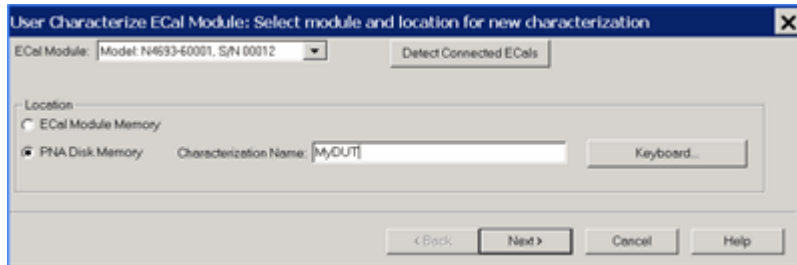 User Characterize ECal Module: Select module and location for new characterization
ECal Module: Model: N4693-60001, S/N 00012 Detect Connected ECals
Location
ECal Module Memory
PNA Disk Memory Characterization Name: MyDUT Keyboard...
< Back Next > Cancel Help